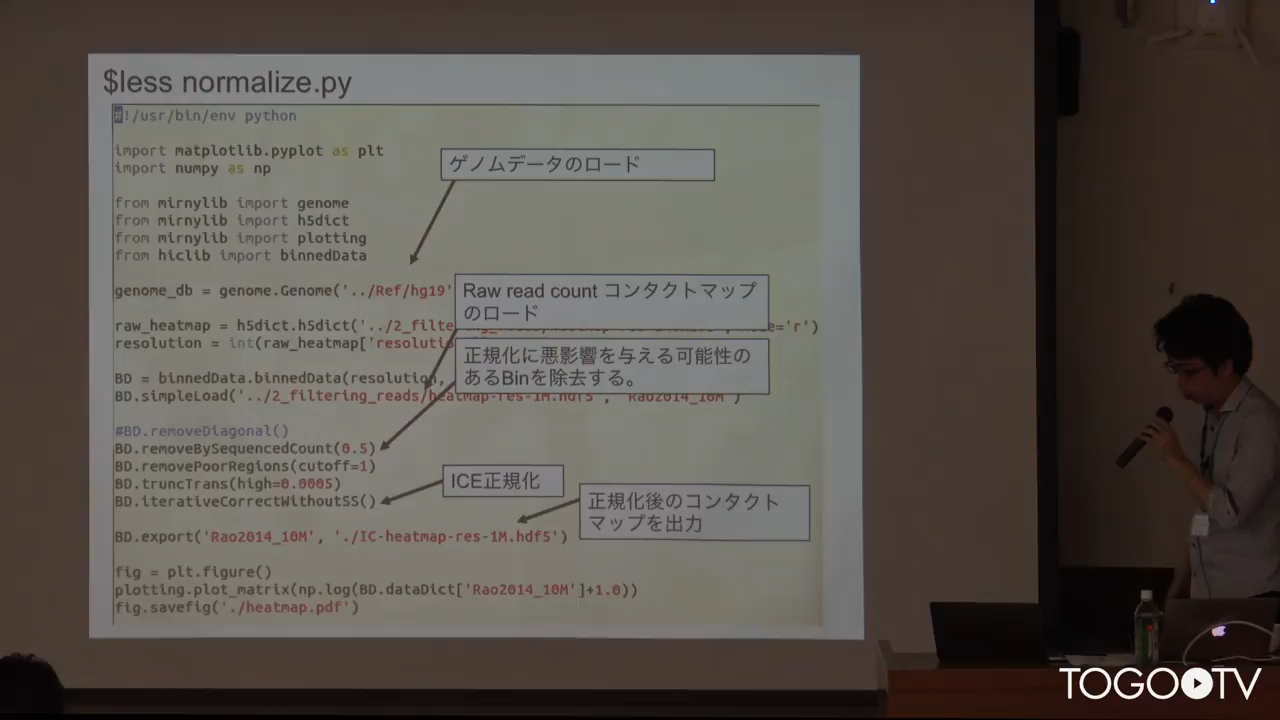 $less normalize.py
#!/usr/bin/env python
import matplotlib.pyplot as plt
import numpy as np
ゲノムデータのロード
from mirnylib import genome
from mirnylib import h5dict
from mirnylib import plotting
from hiclib import binnedData
genome_db = genome.Genome('../Ref/hg19'
Raw read count コンタクトマップ
のロード
raw_heatmap = h5dict.h5dict('../2_filte
='r')
resolution = int(raw_heatmap['resolutio
正規化に悪影響を与える可能性の
あるBinを除去する。
BD = binnedData.binnedData(resolution,
BD.simpleLoad('../2_filtering_reads/heatmap-res-1M.hdf5', 'Rao2014_10M')
#BD.removeDiagonal()
BD.removeBySequencedCount(0.5)
BD.removePoorRegions(cutoff=1)
BD.truncTrans(high=0.0005)
BD.iterativeCorrectWithoutSS()
ICE正規化
正規化後のコンタクト
マップを出力
BD.export('Rao2014_10M', './IC-heatmap-res-1M.hdf5')
fig = plt.figure()
plotting.plot_matrix(np.log(BD.dataDict['Rao2014_10M']+1.0))
fig.savefig('./heatmap.pdf')
TOGOTV